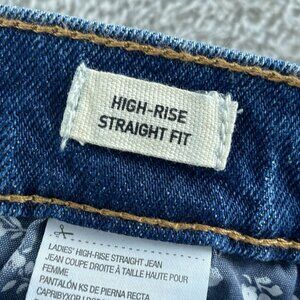 HIGH-RISE
STRAIGHT FIT
LADIES' HIGH-RISE STRAIGHT JEAN
JEAN COUPE DROITE À TAILLE HAUTE POUR
FEMME
PANTALÓN KS DE PIERNA RECTA